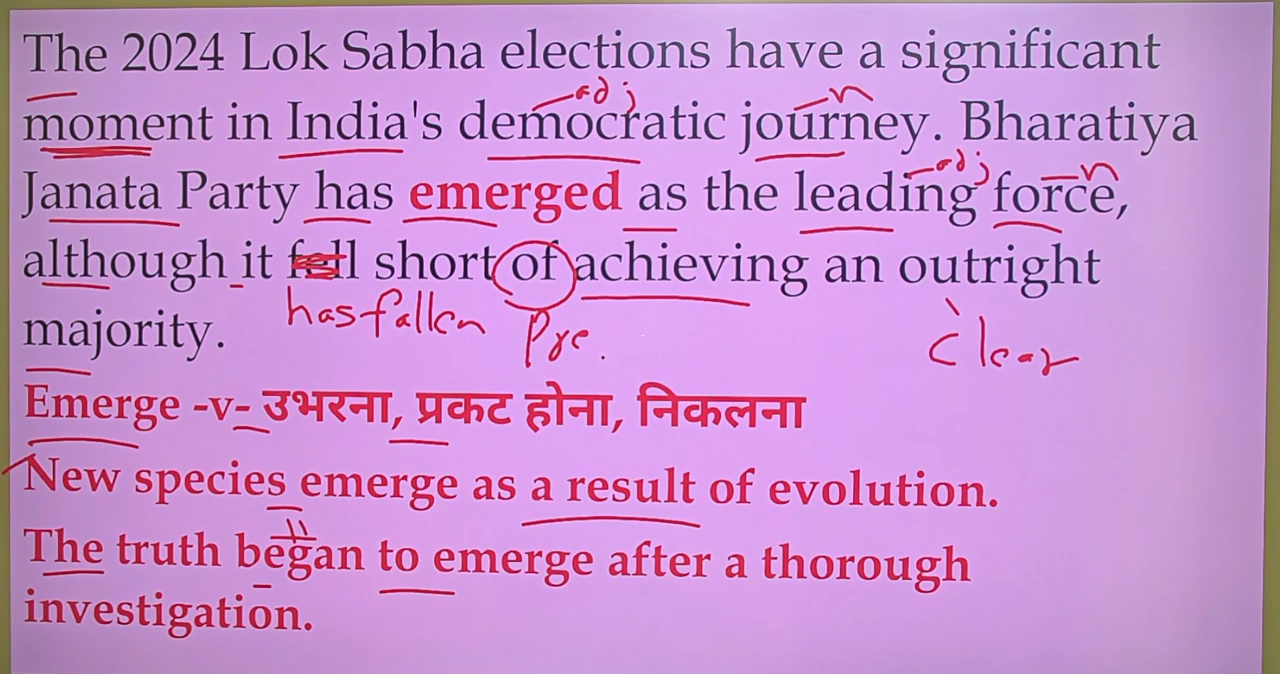 The 2024 Lok Sabha elections have a significant
adj n
moment in India's democratic journey. Bharatiya
adj n
Janata Party has emerged as the leading force,
although it fell short of achieving an outright
has fallen Pre. clear
majority.
Emerge -v- उभरना, प्रकट होना, निकलना
New species emerge as a result of evolution.
The truth began to emerge after a thorough
investigation.